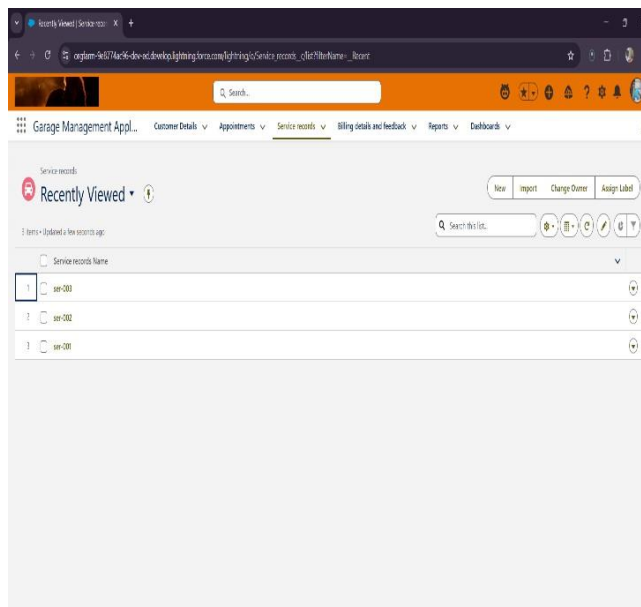 Recently Viewed | Service reco
orgfarm-9e8774ac96-dev-ed.develop.lightning.force.com/lightning/o/Service_records__c/list?filterName=__Recent
Search...
Garage Management Appl... Customer Details Appointments Service records Billing details and feedback Reports Dashboards
Service records
Recently Viewed
New Import Change Owner Assign Label
3 items • Updated a few seconds ago
Search this list...
Service records Name
1 ser-003
2 ser-002
3 ser-001